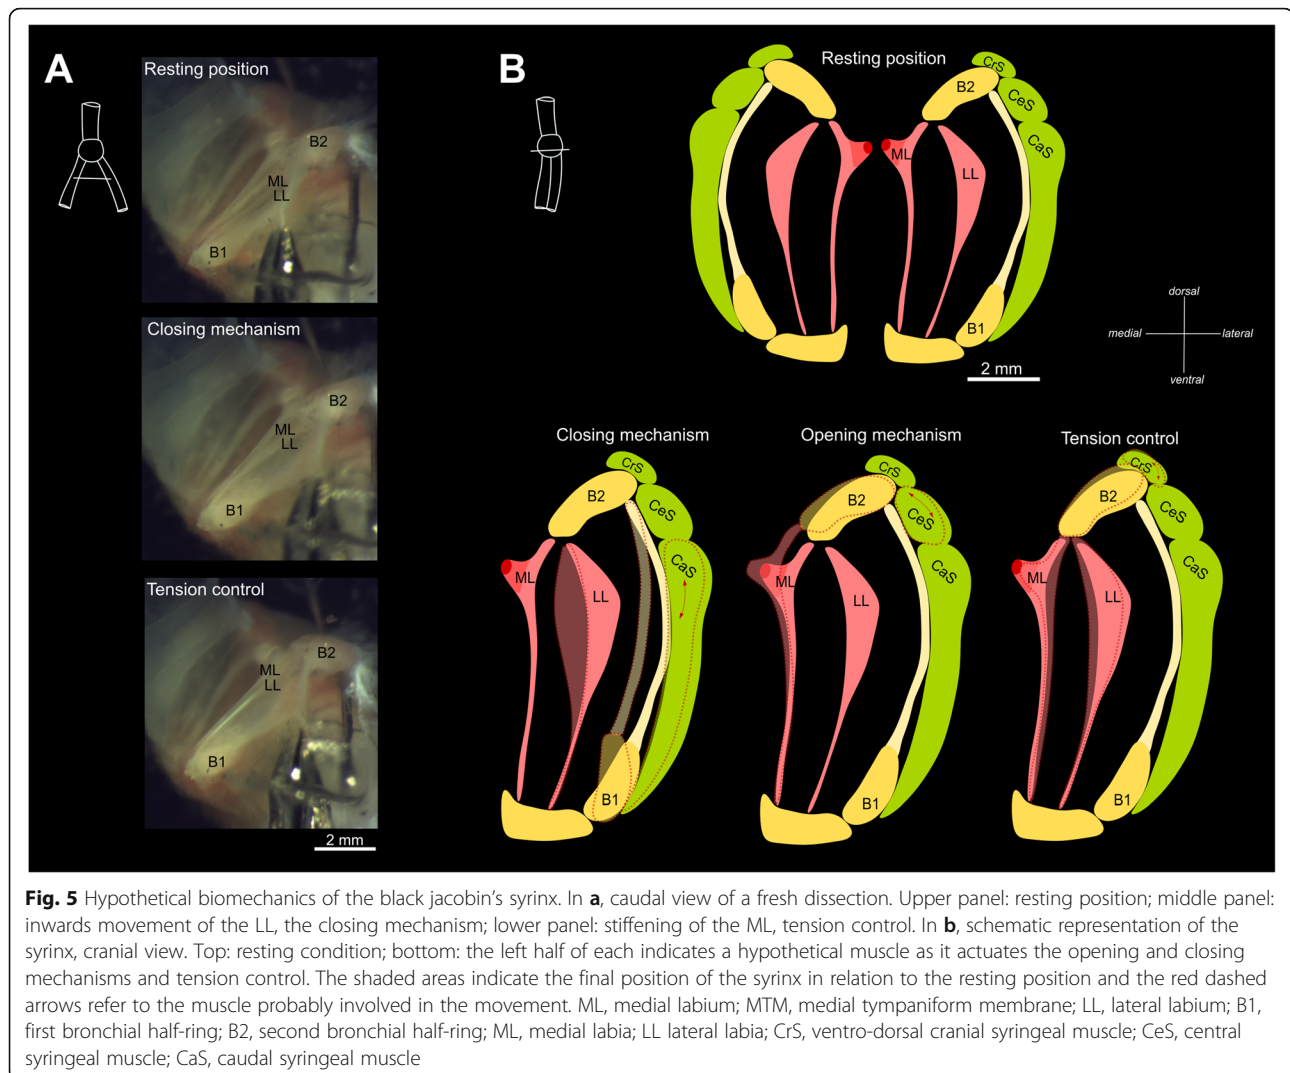 A
Resting position
B2
ML
LL
B1
Closing mechanism
B2
ML
LL
B1
Tension control
B2
ML
LL
B1
2 mm
B
Resting position
CrS
B2
CeS
CaS
ML
LL
B1
2 mm
dorsal
medial
lateral
ventral
Closing mechanism
CrS
B2
CeS
CaS
ML
LL
B1
Opening mechanism
CrS
B2
CeS
CaS
ML
LL
B1
Tension control
CrS
B2
CeS
CaS
ML
LL
B1
Fig. 5 Hypothetical biomechanics of the black jacobin’s syrinx. In a, caudal view of a fresh dissection. Upper panel: resting position; middle panel:
inwards movement of the LL, the closing mechanism; lower panel: stiffening of the ML, tension control. In b, schematic representation of the
syrinx, cranial view. Top: resting condition; bottom: the left half of each indicates a hypothetical muscle as it actuates the opening and closing
mechanisms and tension control. The shaded areas indicate the final position of the syrinx in relation to the resting position and the red dashed
arrows refer to the muscle probably involved in the movement. ML, medial labium; MTM, medial tympaniform membrane; LL, lateral labium; B1,
first bronchial half-ring; B2, second bronchial half-ring; ML, medial labia; LL lateral labia; CrS, ventro-dorsal cranial syringeal muscle; CeS, central
syringeal muscle; CaS, caudal syringeal muscle